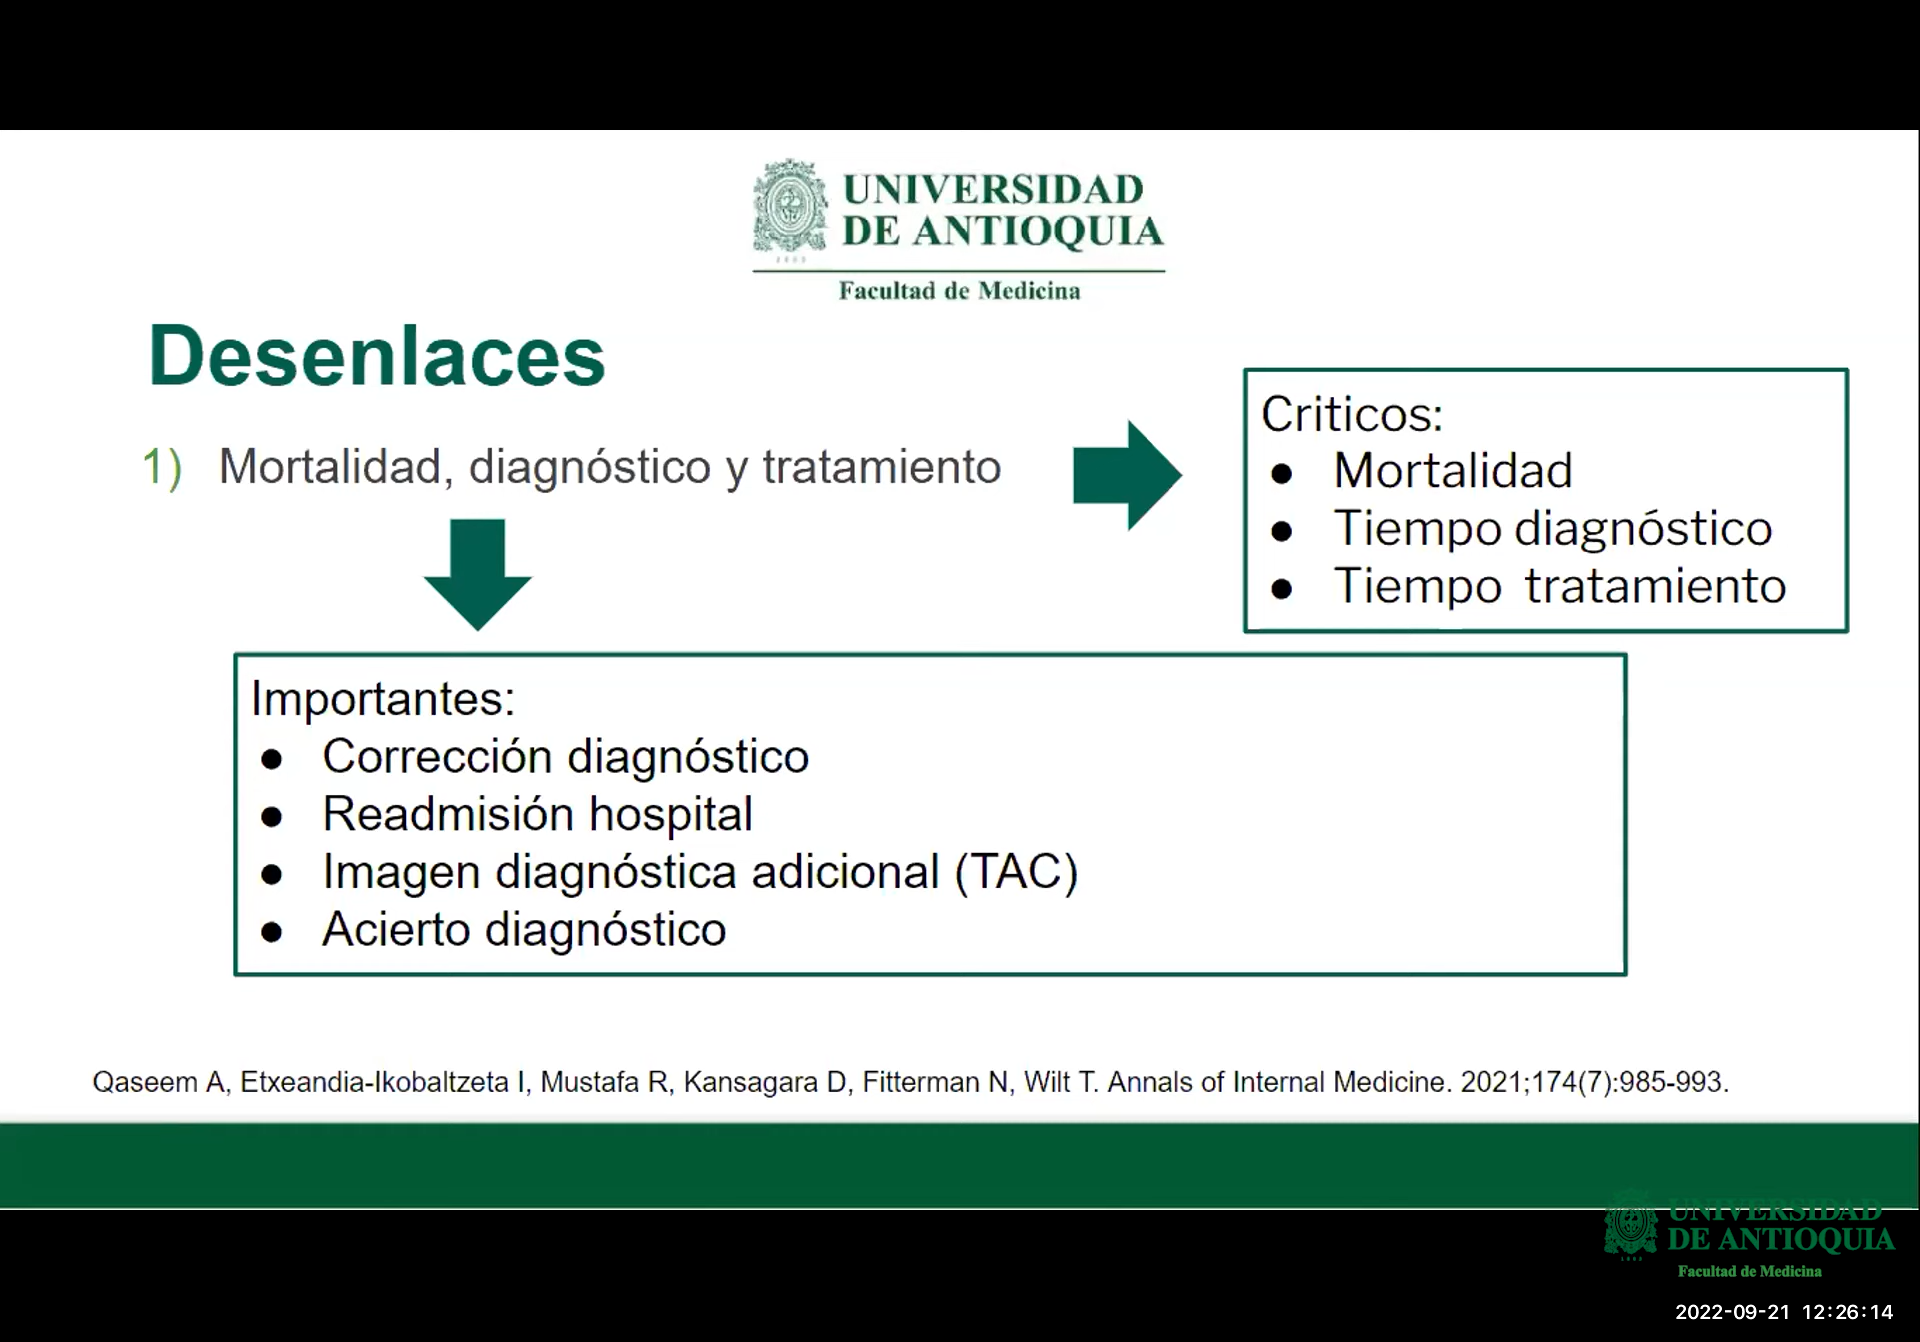 UNIVERSIDAD
DE ANTIOQUIA
1803
Facultad de Medicina
Desenlaces
1) Mortalidad, diagnóstico y tratamiento
Criticos:
● Mortalidad
● Tiempo diagnóstico
● Tiempo tratamiento
Importantes:
● Corrección diagnóstico
● Readmisión hospital
● Imagen diagnóstica adicional (TAC)
● Acierto diagnóstico
Qaseem A, Etxeandia-Ikobaltzeta I, Mustafa R, Kansagara D, Fitterman N, Wilt T. Annals of Internal Medicine. 2021;174(7):985-993.
UNIVERSIDAD
DE ANTIOQUIA
1803
Facultad de Medicina
2022-09-21 12:26:14